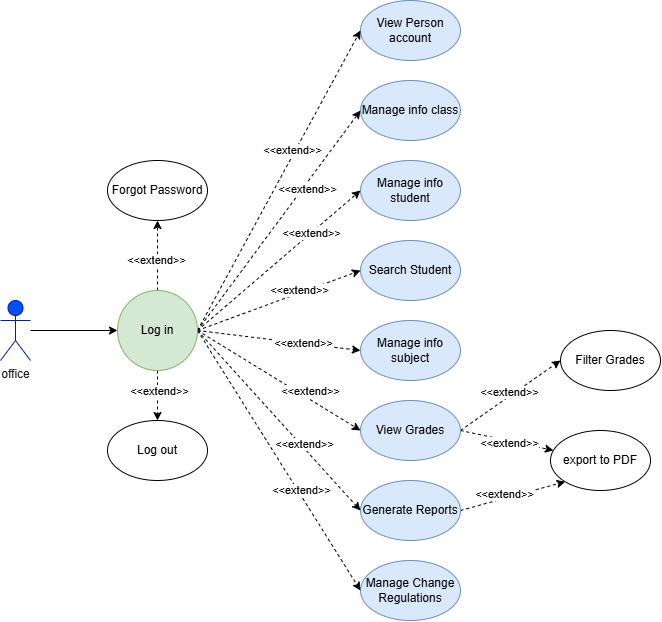 View Person
account
Manage info class
<<extend>>
Forgot Password
<<extend>>
Manage info
student
<<extend>>
<<extend>>
Search Student
<<extend>>
office
Log in
<<extend>>
Manage info
subject
Filter Grades
<<extend>>
<<extend>>
<<extend>>
Log out
View Grades
<<extend>>
<<extend>>
export to PDF
<<extend>>
<<extend>>
Generate Reports
<<extend>>
Manage Change
Regulations